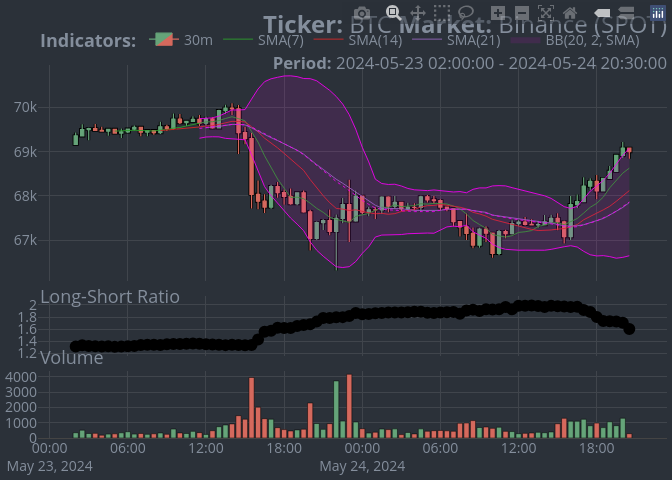 Ticker: BTC Market: Binance (SPOT)
Indicators: 30m SMA(7) SMA(14) SMA(21) BB(20, 2, SMA)
Period: 2024-05-23 02:00:00 - 2024-05-24 20:30:00
70k
69k
68k
67k
Long-Short Ratio
2
1.8
1.6
1.4
1.2
Volume
4000
3000
2000
1000
0
00:00 06:00 12:00 18:00 00:00 06:00 12:00 18:00
May 23, 2024 May 24, 2024